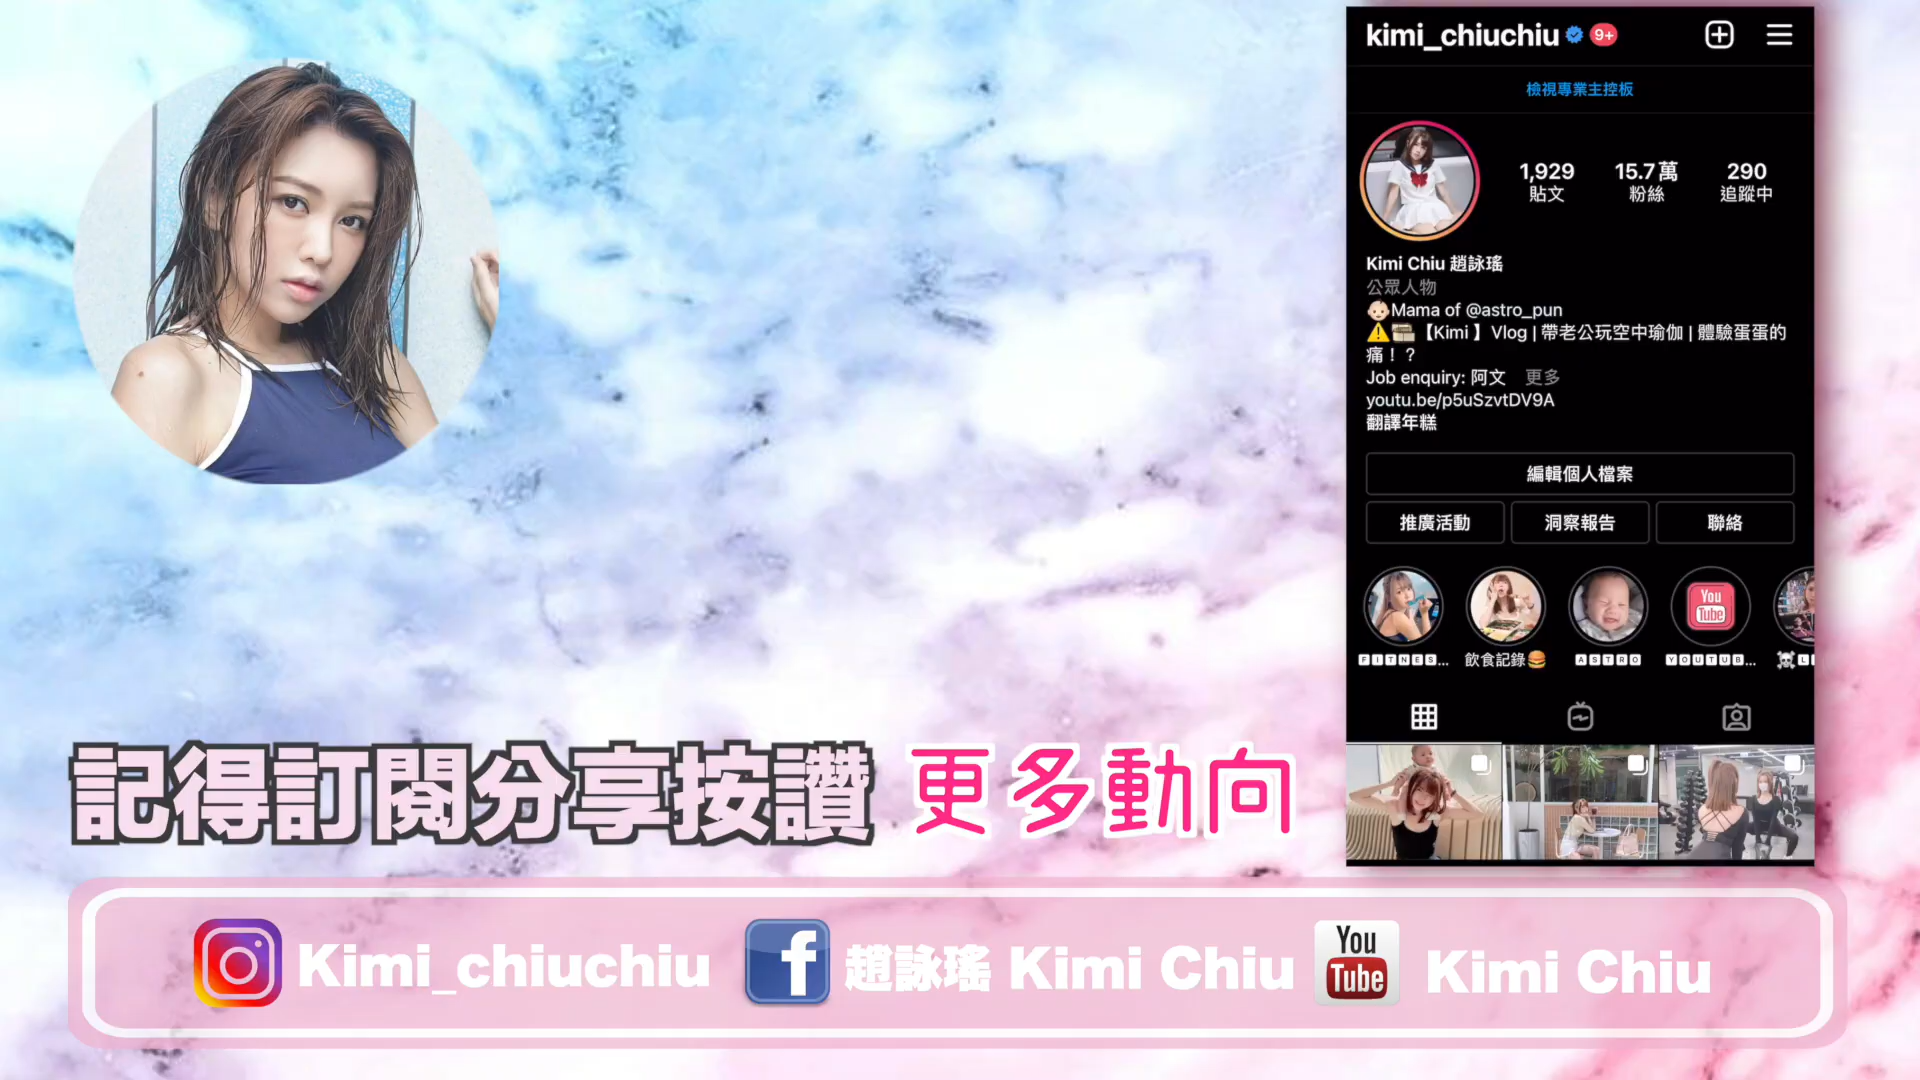 kimi_chiuchiu 9+
檢視專業主控板
1,929 15.7萬 290
貼文 粉絲 追蹤中
Kimi Chiu 趙詠瑤
公眾人物
👶🏻Mama of @astro_pun
⚠️🗃️【Kimi 】Vlog | 帶老公玩空中瑜伽 | 體驗蛋蛋的
痛！？
Job enquiry: 阿文 更多
youtu.be/p5uSzvtDV9A
翻譯年糕
編輯個人檔案
推廣活動 洞察報告 聯絡
You
Tube
🅵🅸🆃🅽🅴🆂... 飲食記錄🍔 🅰🆂🆃🆁🅾 🆈🅾🆄🆃🆄🅱... ☠️🅻
記得訂閱分享按讚 更多動向
Kimi_chiuchiu f 趙詠瑤 Kimi Chiu You Tube Kimi Chiu